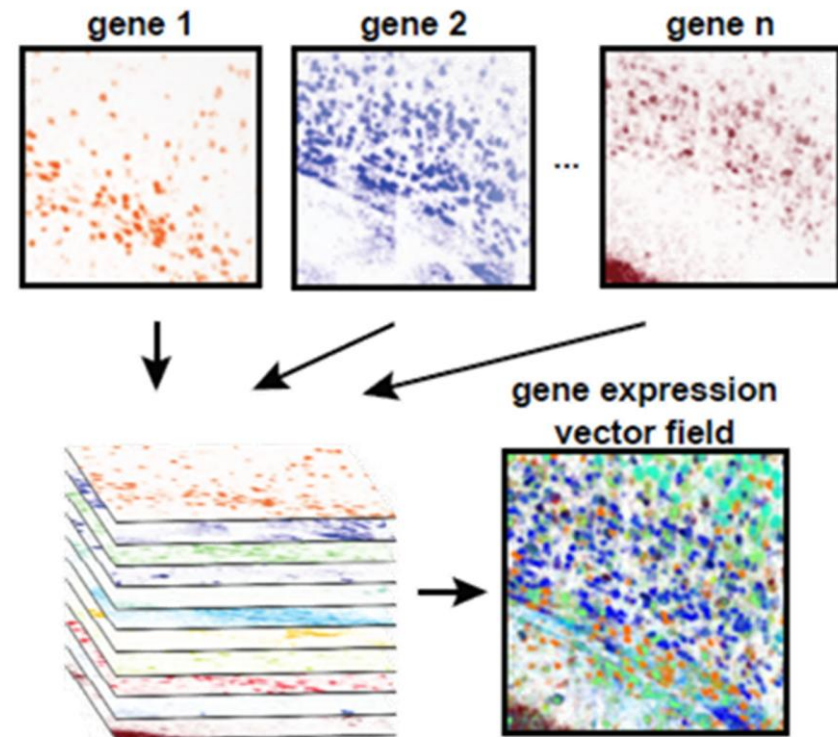 gene 1
gene 2
...
gene n
gene expression
vector field